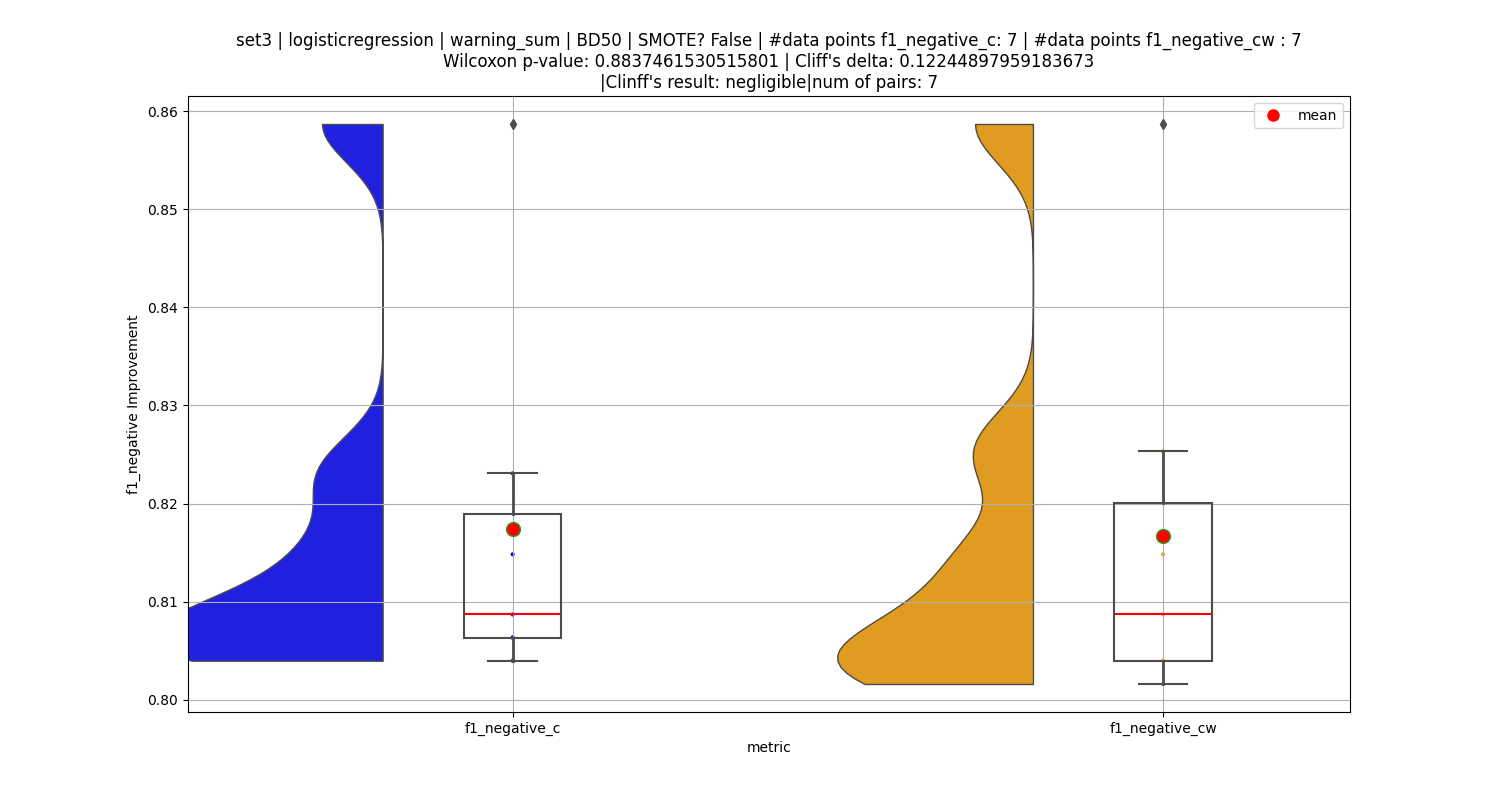 set3 | logisticregression | warning_sum | BD50 | SMOTE? False | #data points f1_negative_c: 7 | #data points f1_negative_cw : 7
Wilcoxon p-value: 0.8837461530515801 | Cliff's delta: 0.12244897959183673
|Clinff's result: negligible|num of pairs: 7
mean
0.86
0.85
0.84
0.83
0.82
0.81
0.80
f1_negative Improvement
f1_negative_c
f1_negative_cw
metric